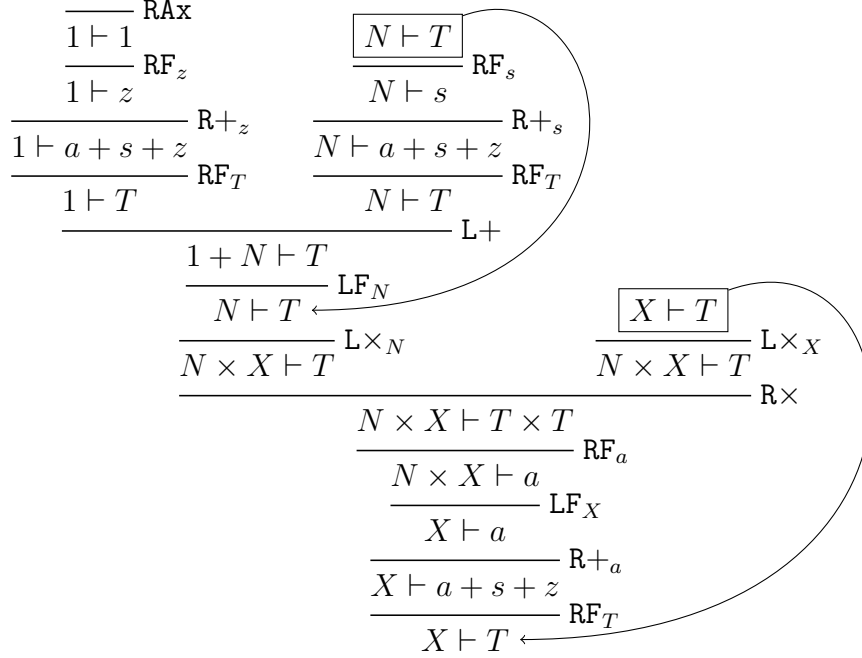 RAx
1 ⊢ 1 N ⊢ T
RF_z RF_s
1 ⊢ z N ⊢ s
R+_z R+_s
1 ⊢ a + s + z N ⊢ a + s + z
RF_T RF_T
1 ⊢ T N ⊢ T
L+
1 + N ⊢ T
LF_N
N ⊢ T X ⊢ T
L×_N L×_X
N × X ⊢ T N × X ⊢ T
R×
N × X ⊢ T × T
RF_a
N × X ⊢ a
LF_X
X ⊢ a
R+_a
X ⊢ a + s + z
RF_T
X ⊢ T